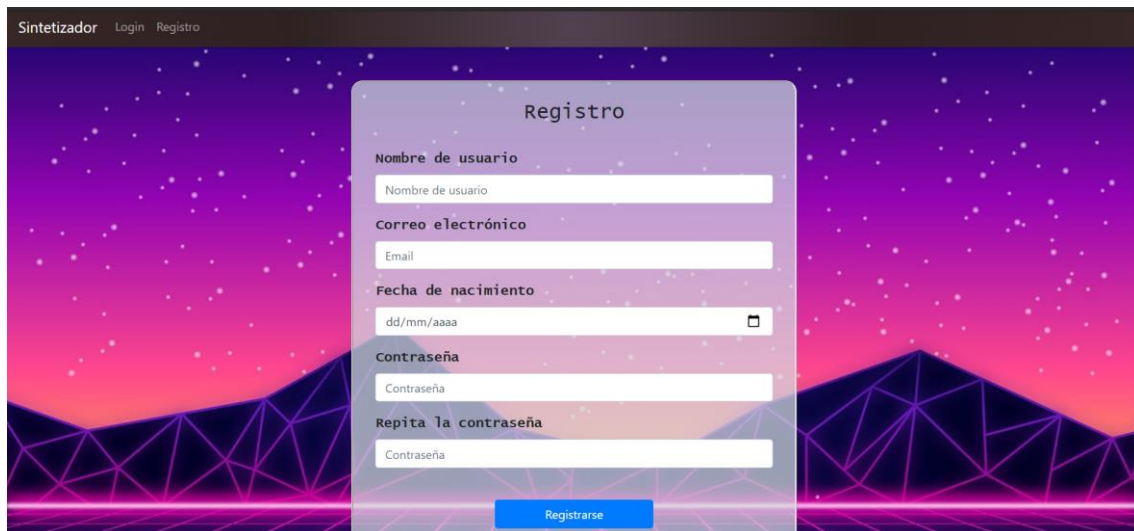 Sintetizador Login Registro
Registro
Nombre de usuario
Nombre de usuario
Correo electrónico
Email
Fecha de nacimiento
dd/mm/aaaa
Contraseña
Contraseña
Repita la contraseña
Contraseña
Registrarse